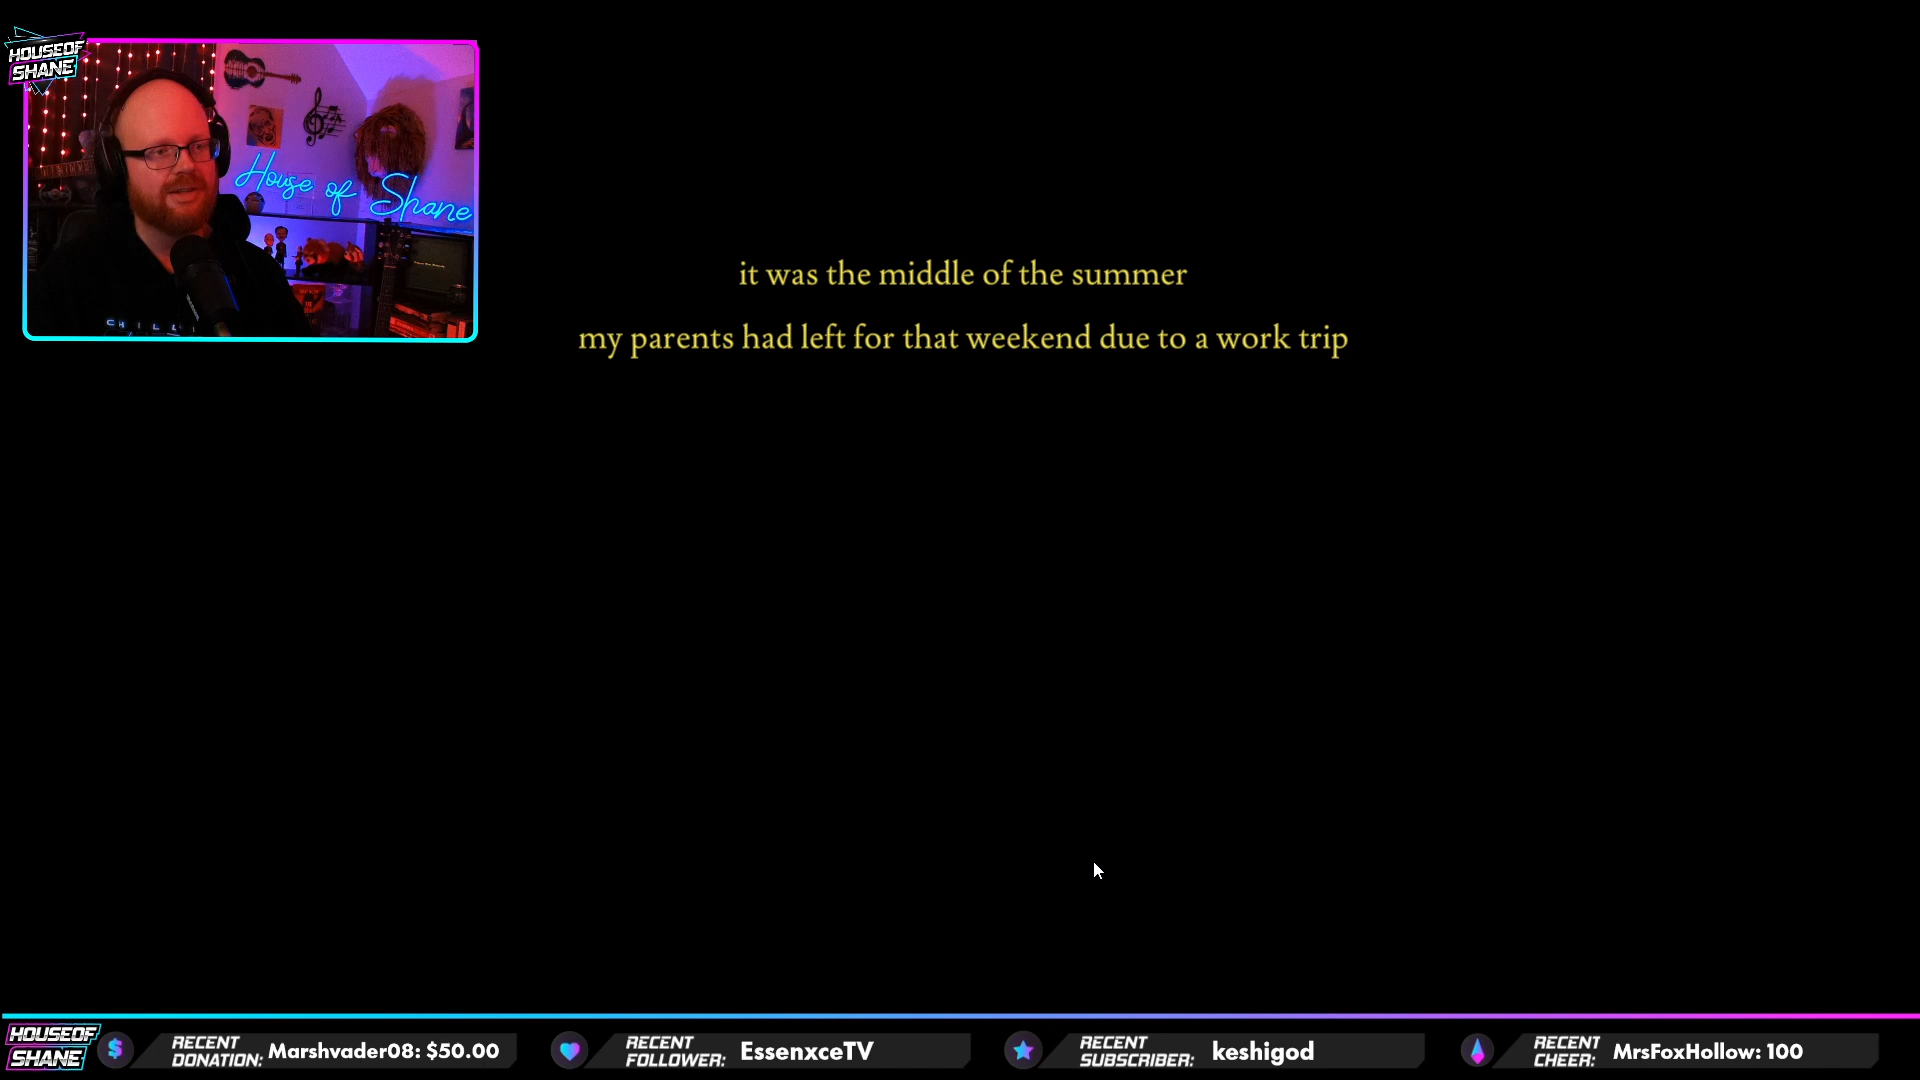 HOUSEOF
SHANE
House of Shane
CHILL
it was the middle of the summer
my parents had left for that weekend due to a work trip
HOUSEOF
SHANE
$
RECENT
DONATION: Marshvader08: $50.00
RECENT
FOLLOWER: EssenxceTV
RECENT
SUBSCRIBER: keshigod
RECENT
CHEER: MrsFoxHollow: 100